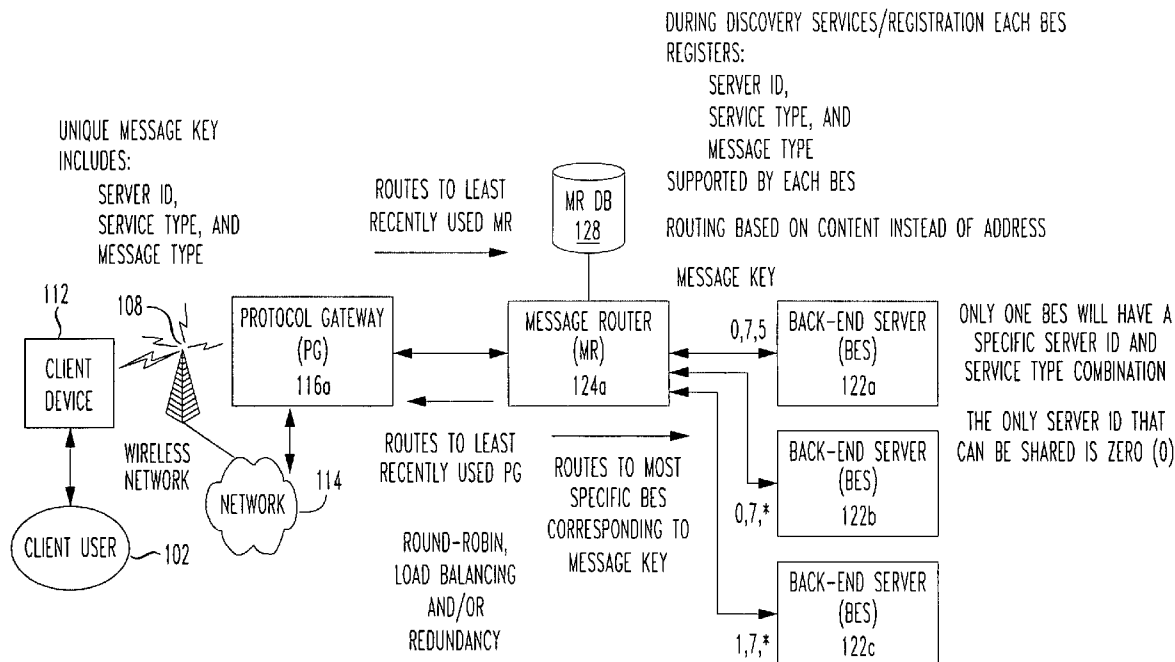 DURING DISCOVERY SERVICES/REGISTRATION EACH BES
REGISTERS:
SERVER ID,
SERVICE TYPE, AND
MESSAGE TYPE
SUPPORTED BY EACH BES
ROUTING BASED ON CONTENT INSTEAD OF ADDRESS
UNIQUE MESSAGE KEY
INCLUDES:
SERVER ID,
SERVICE TYPE, AND
MESSAGE TYPE
ROUTES TO LEAST
RECENTLY USED MR
MR DB
128
MESSAGE KEY
112
108
CLIENT
DEVICE
PROTOCOL GATEWAY
(PG)
116a
MESSAGE ROUTER
(MR)
124a
0,7,5
BACK-END SERVER
(BES)
122a
ONLY ONE BES WILL HAVE A
SPECIFIC SERVER ID AND
SERVICE TYPE COMBINATION
THE ONLY SERVER ID THAT
CAN BE SHARED IS ZERO (0)
WIRELESS
NETWORK
NETWORK
114
ROUTES TO LEAST
RECENTLY USED PG
ROUTES TO MOST
SPECIFIC BES
CORRESPONDING TO
MESSAGE KEY
BACK-END SERVER
(BES)
122b
0,7,*
CLIENT USER
102
ROUND-ROBIN,
LOAD BALANCING
AND/OR
REDUNDANCY
BACK-END SERVER
(BES)
122c
1,7,*